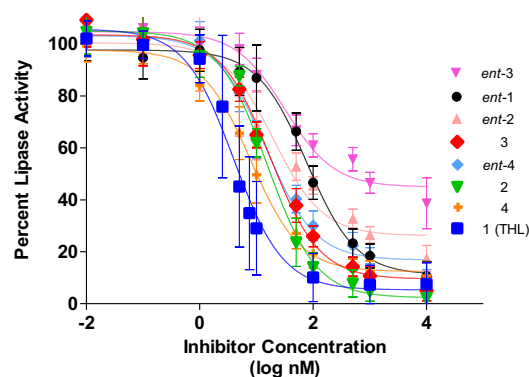 Percent Lipase Activity
100
80
60
40
20
0
-2
0
2
4
Inhibitor Concentration
(log nM)
ent-3
ent-1
ent-2
3
ent-4
2
4
1 (THL)